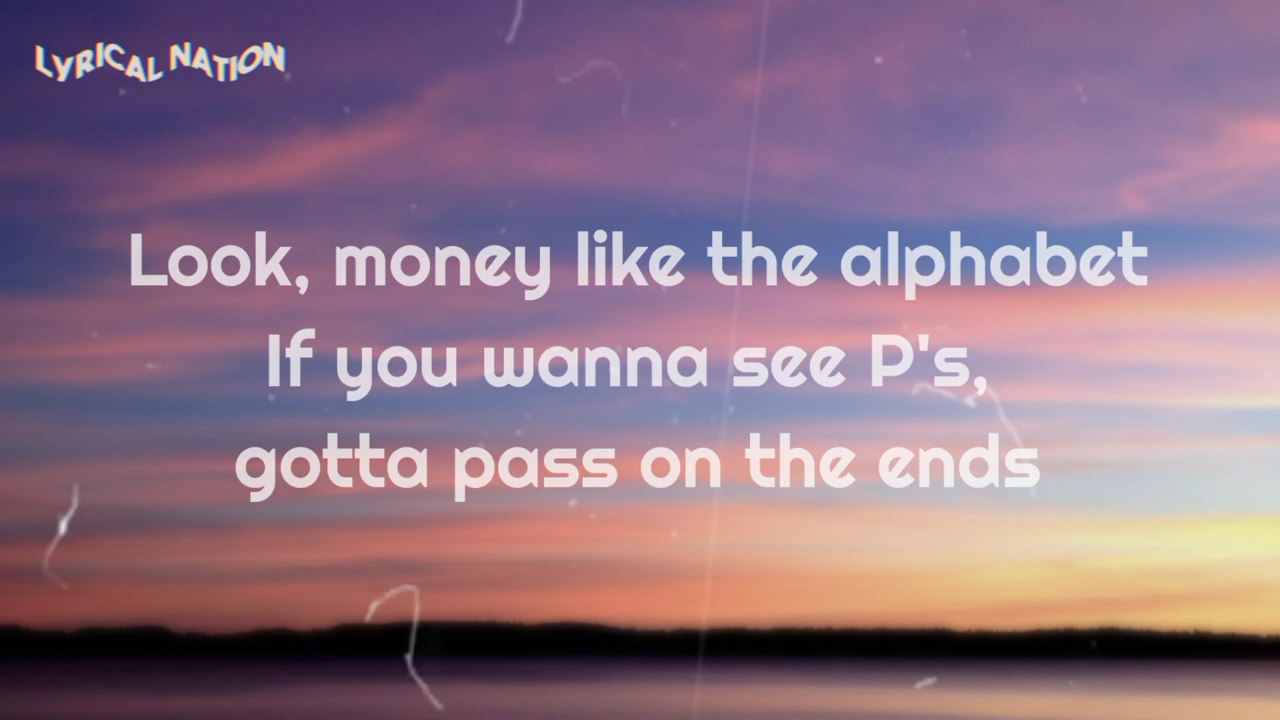 LYRICAL NATION
Look, money like the alphabet
If you wanna see P's,
gotta pass on the ends